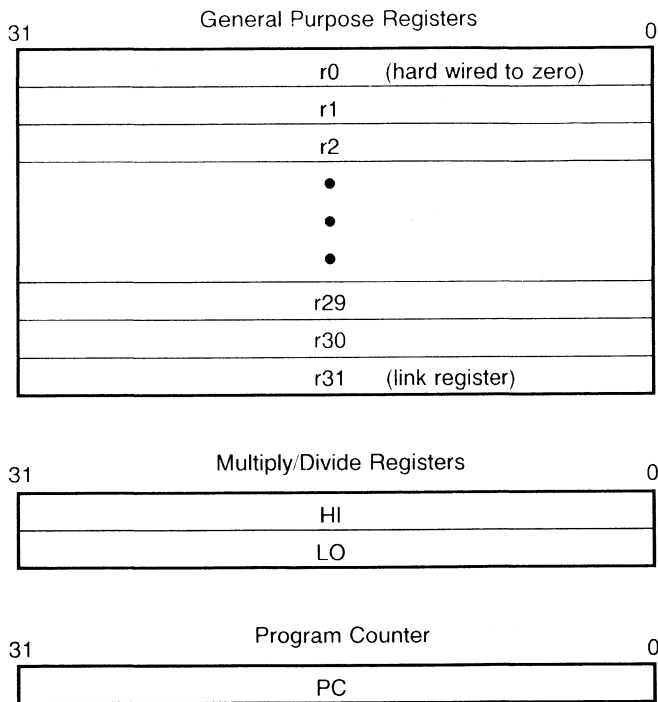 General Purpose Registers
31 0
r0 (hard wired to zero)
r1
r2
r29
r30
r31 (link register)
Multiply/Divide Registers
31 0
HI
LO
Program Counter
31 0
PC